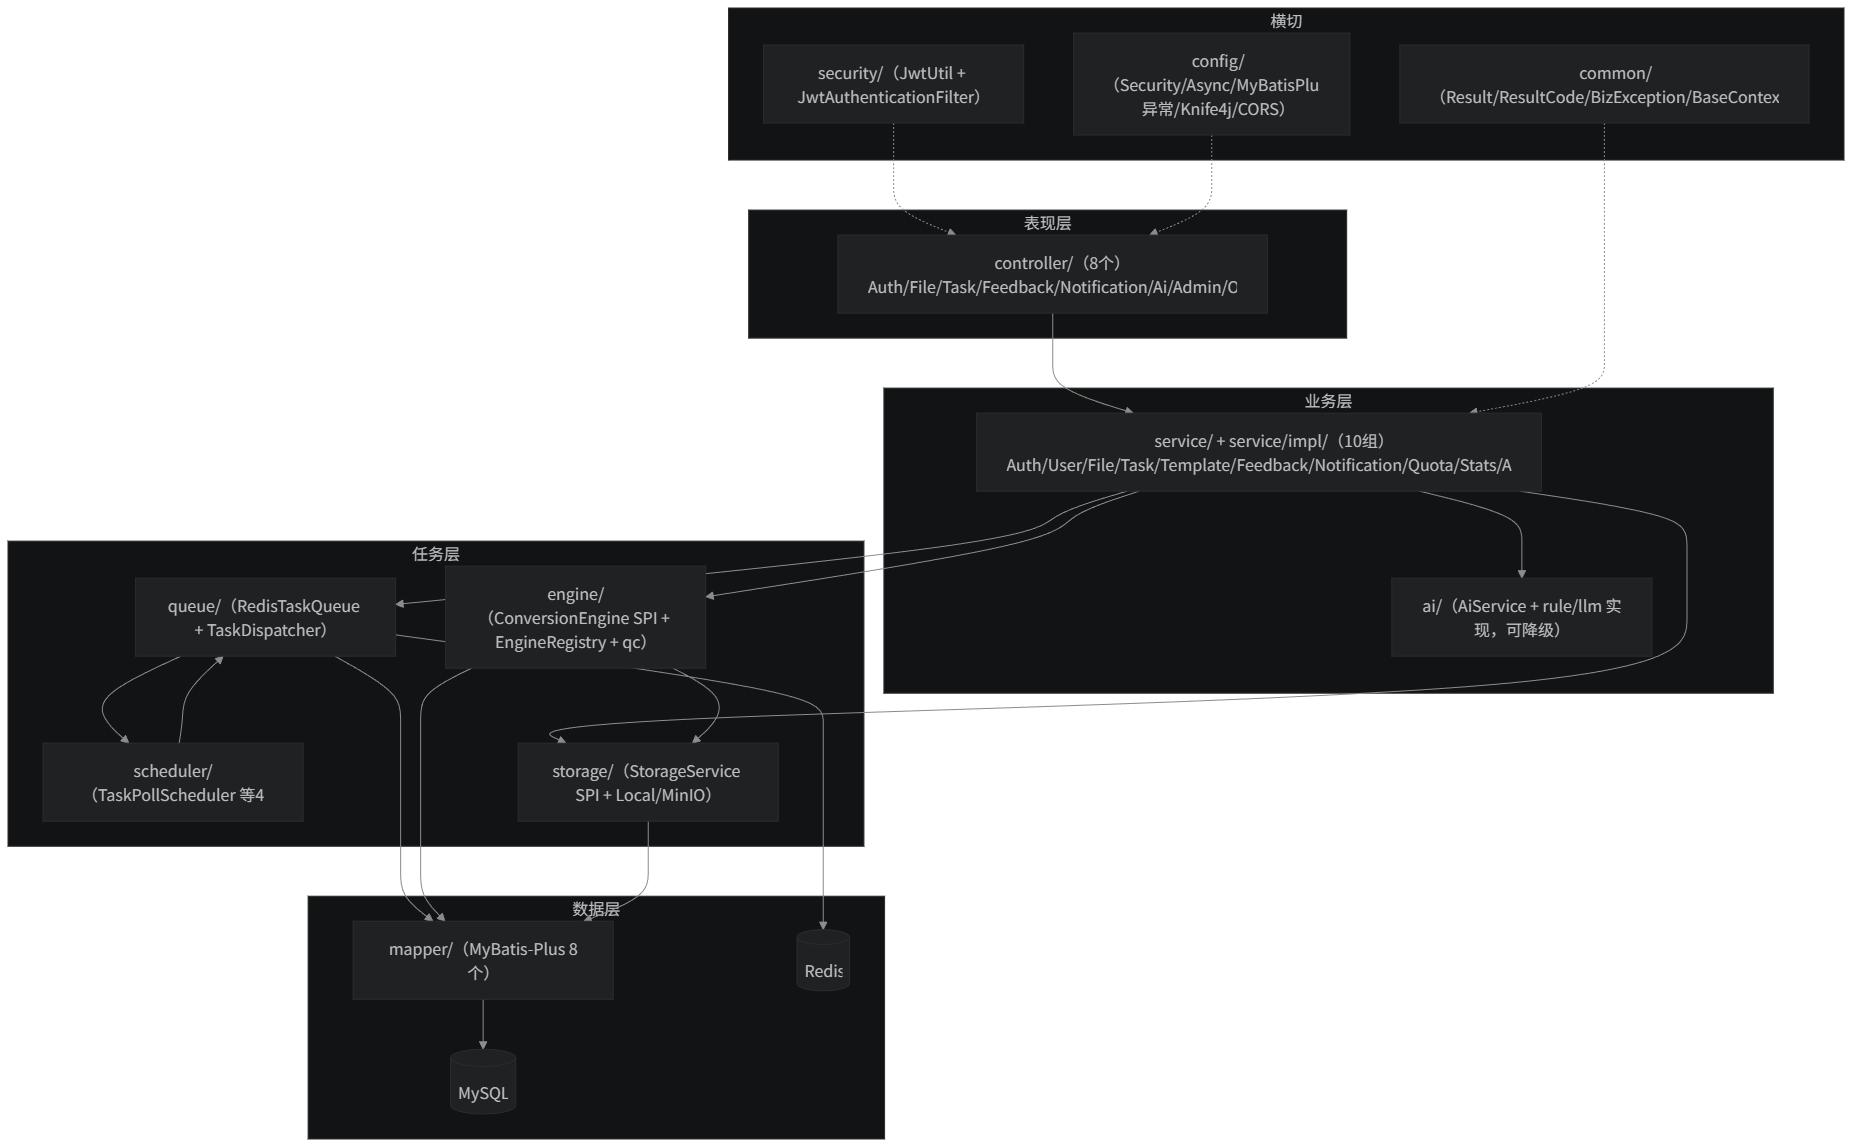 横切
security/（JwtUtil +
JwtAuthenticationFilter）
config/
（Security/Async/MyBatisPlu
异常/Knife4j/CORS）
common/
（Result/ResultCode/BizException/BaseContex
表现层
controller/（8个）
Auth/File/Task/Feedback/Notification/Ai/Admin/O
业务层
service/ + service/impl/（10组）
Auth/User/File/Task/Template/Feedback/Notification/Quota/Stats/A
ai/（AiService + rule/llm 实
现，可降级）
任务层
queue/（RedisTaskQueue
+ TaskDispatcher）
engine/
（ConversionEngine SPI +
EngineRegistry + qc）
scheduler/
（TaskPollScheduler 等4
storage/（StorageService
SPI + Local/MinIO）
数据层
mapper/（MyBatis-Plus 8
个）
Redis
MySQL